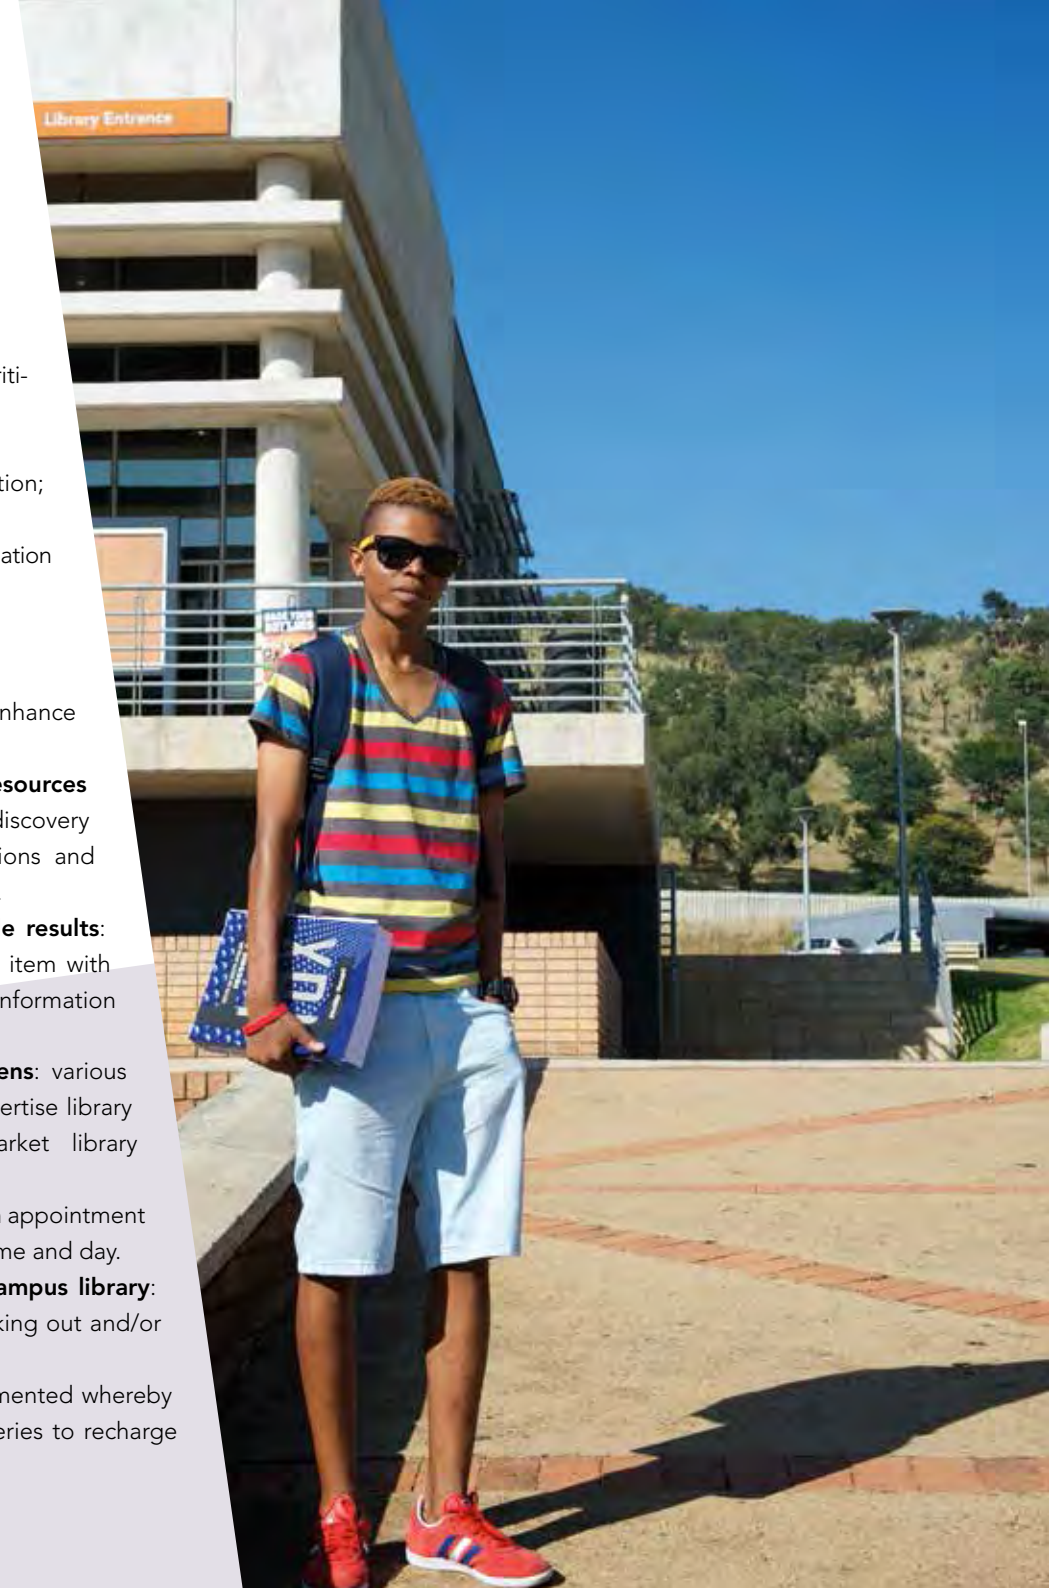 Library Entrance
iti-
tion;
ation
nhance
esources
discovery
ions and
e results:
item with
nformation
ens: various
ertise library
arket library
appointment
me and day.
ampus library:
king out and/or
mented whereby
eries to recharge